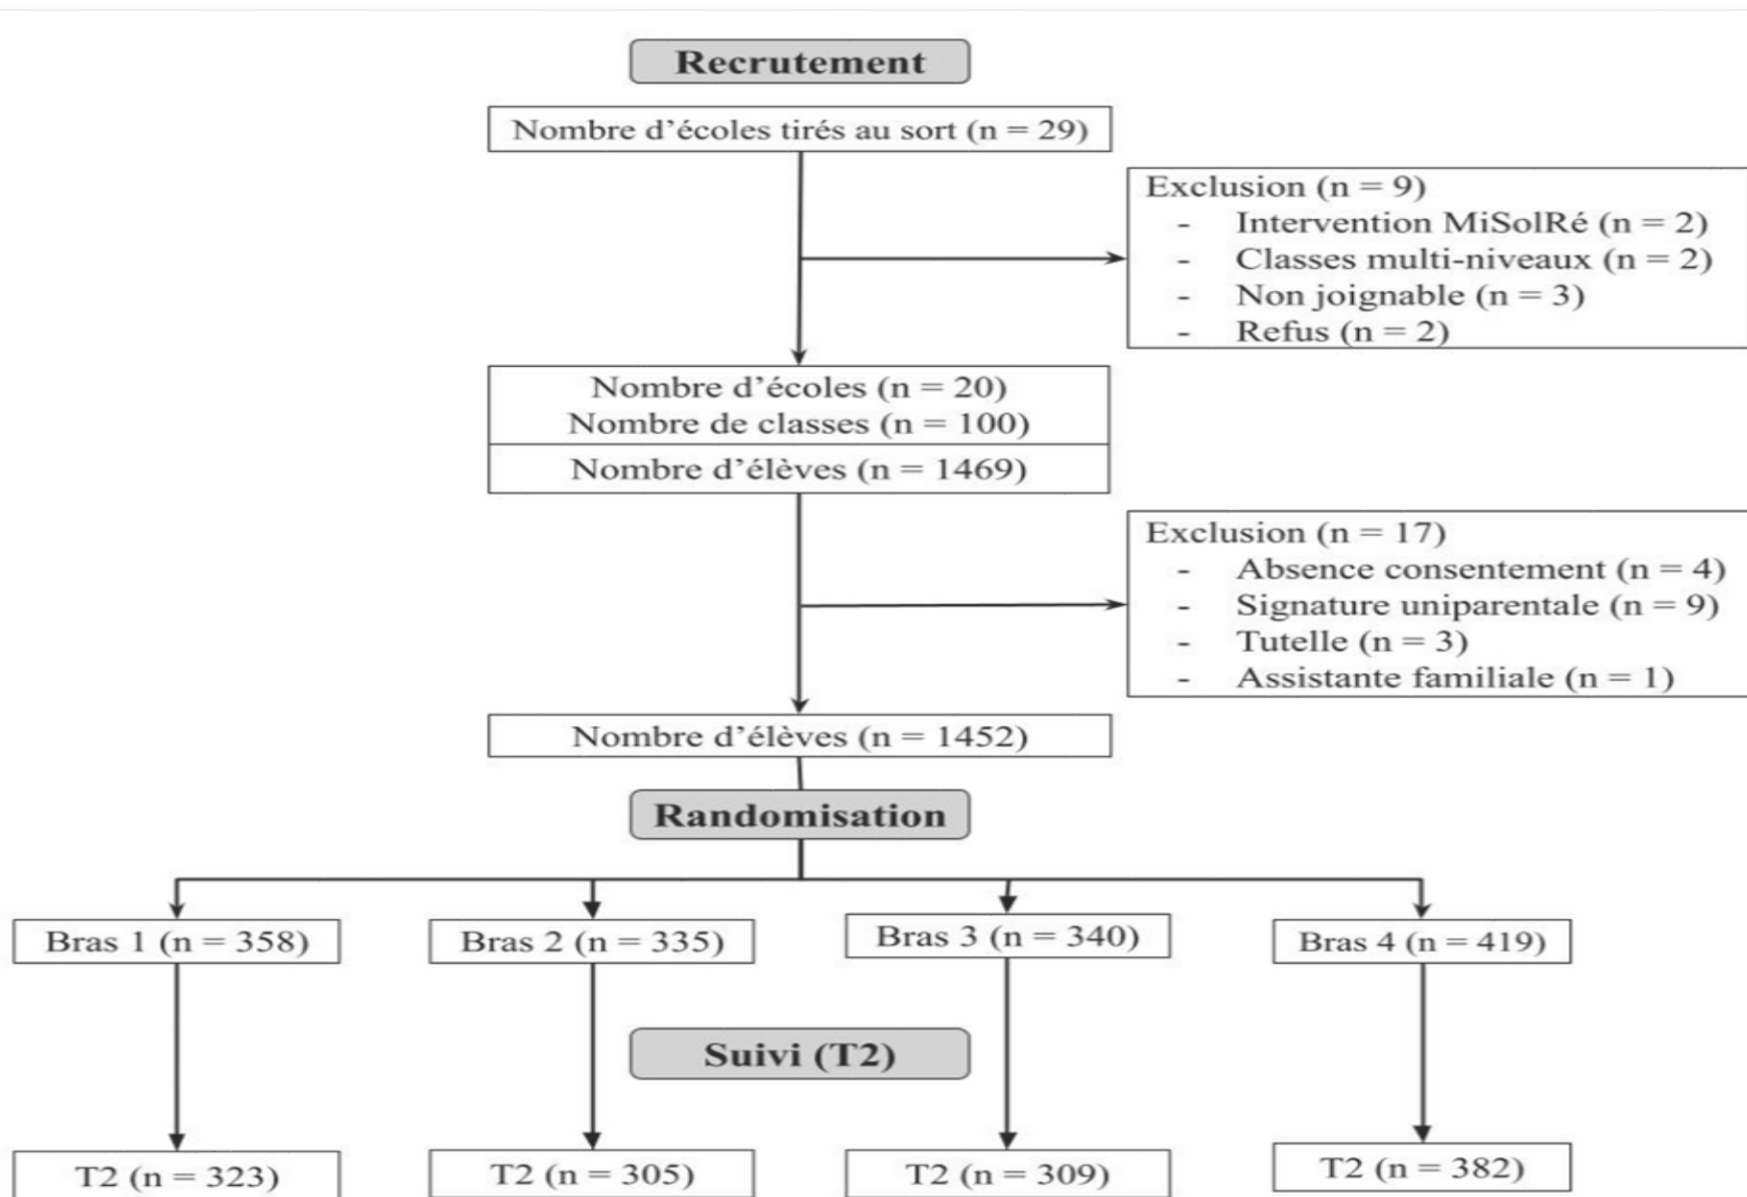 Recrutement
Nombre d'écoles tirés au sort (n = 29)
Exclusion (n = 9)
- Intervention MiSolRé (n = 2)
- Classes multi-niveaux (n = 2)
- Non joignable (n = 3)
- Refus (n = 2)
Nombre d'écoles (n = 20)
Nombre de classes (n = 100)
Nombre d'élèves (n = 1469)
Exclusion (n = 17)
- Absence consentement (n = 4)
- Signature uniparentale (n = 9)
- Tutelle (n = 3)
- Assistante familiale (n = 1)
Nombre d'élèves (n = 1452)
Randomisation
Bras 1 (n = 358)
Bras 2 (n = 335)
Bras 3 (n = 340)
Bras 4 (n = 419)
Suivi (T2)
T2 (n = 323)
T2 (n = 305)
T2 (n = 309)
T2 (n = 382)